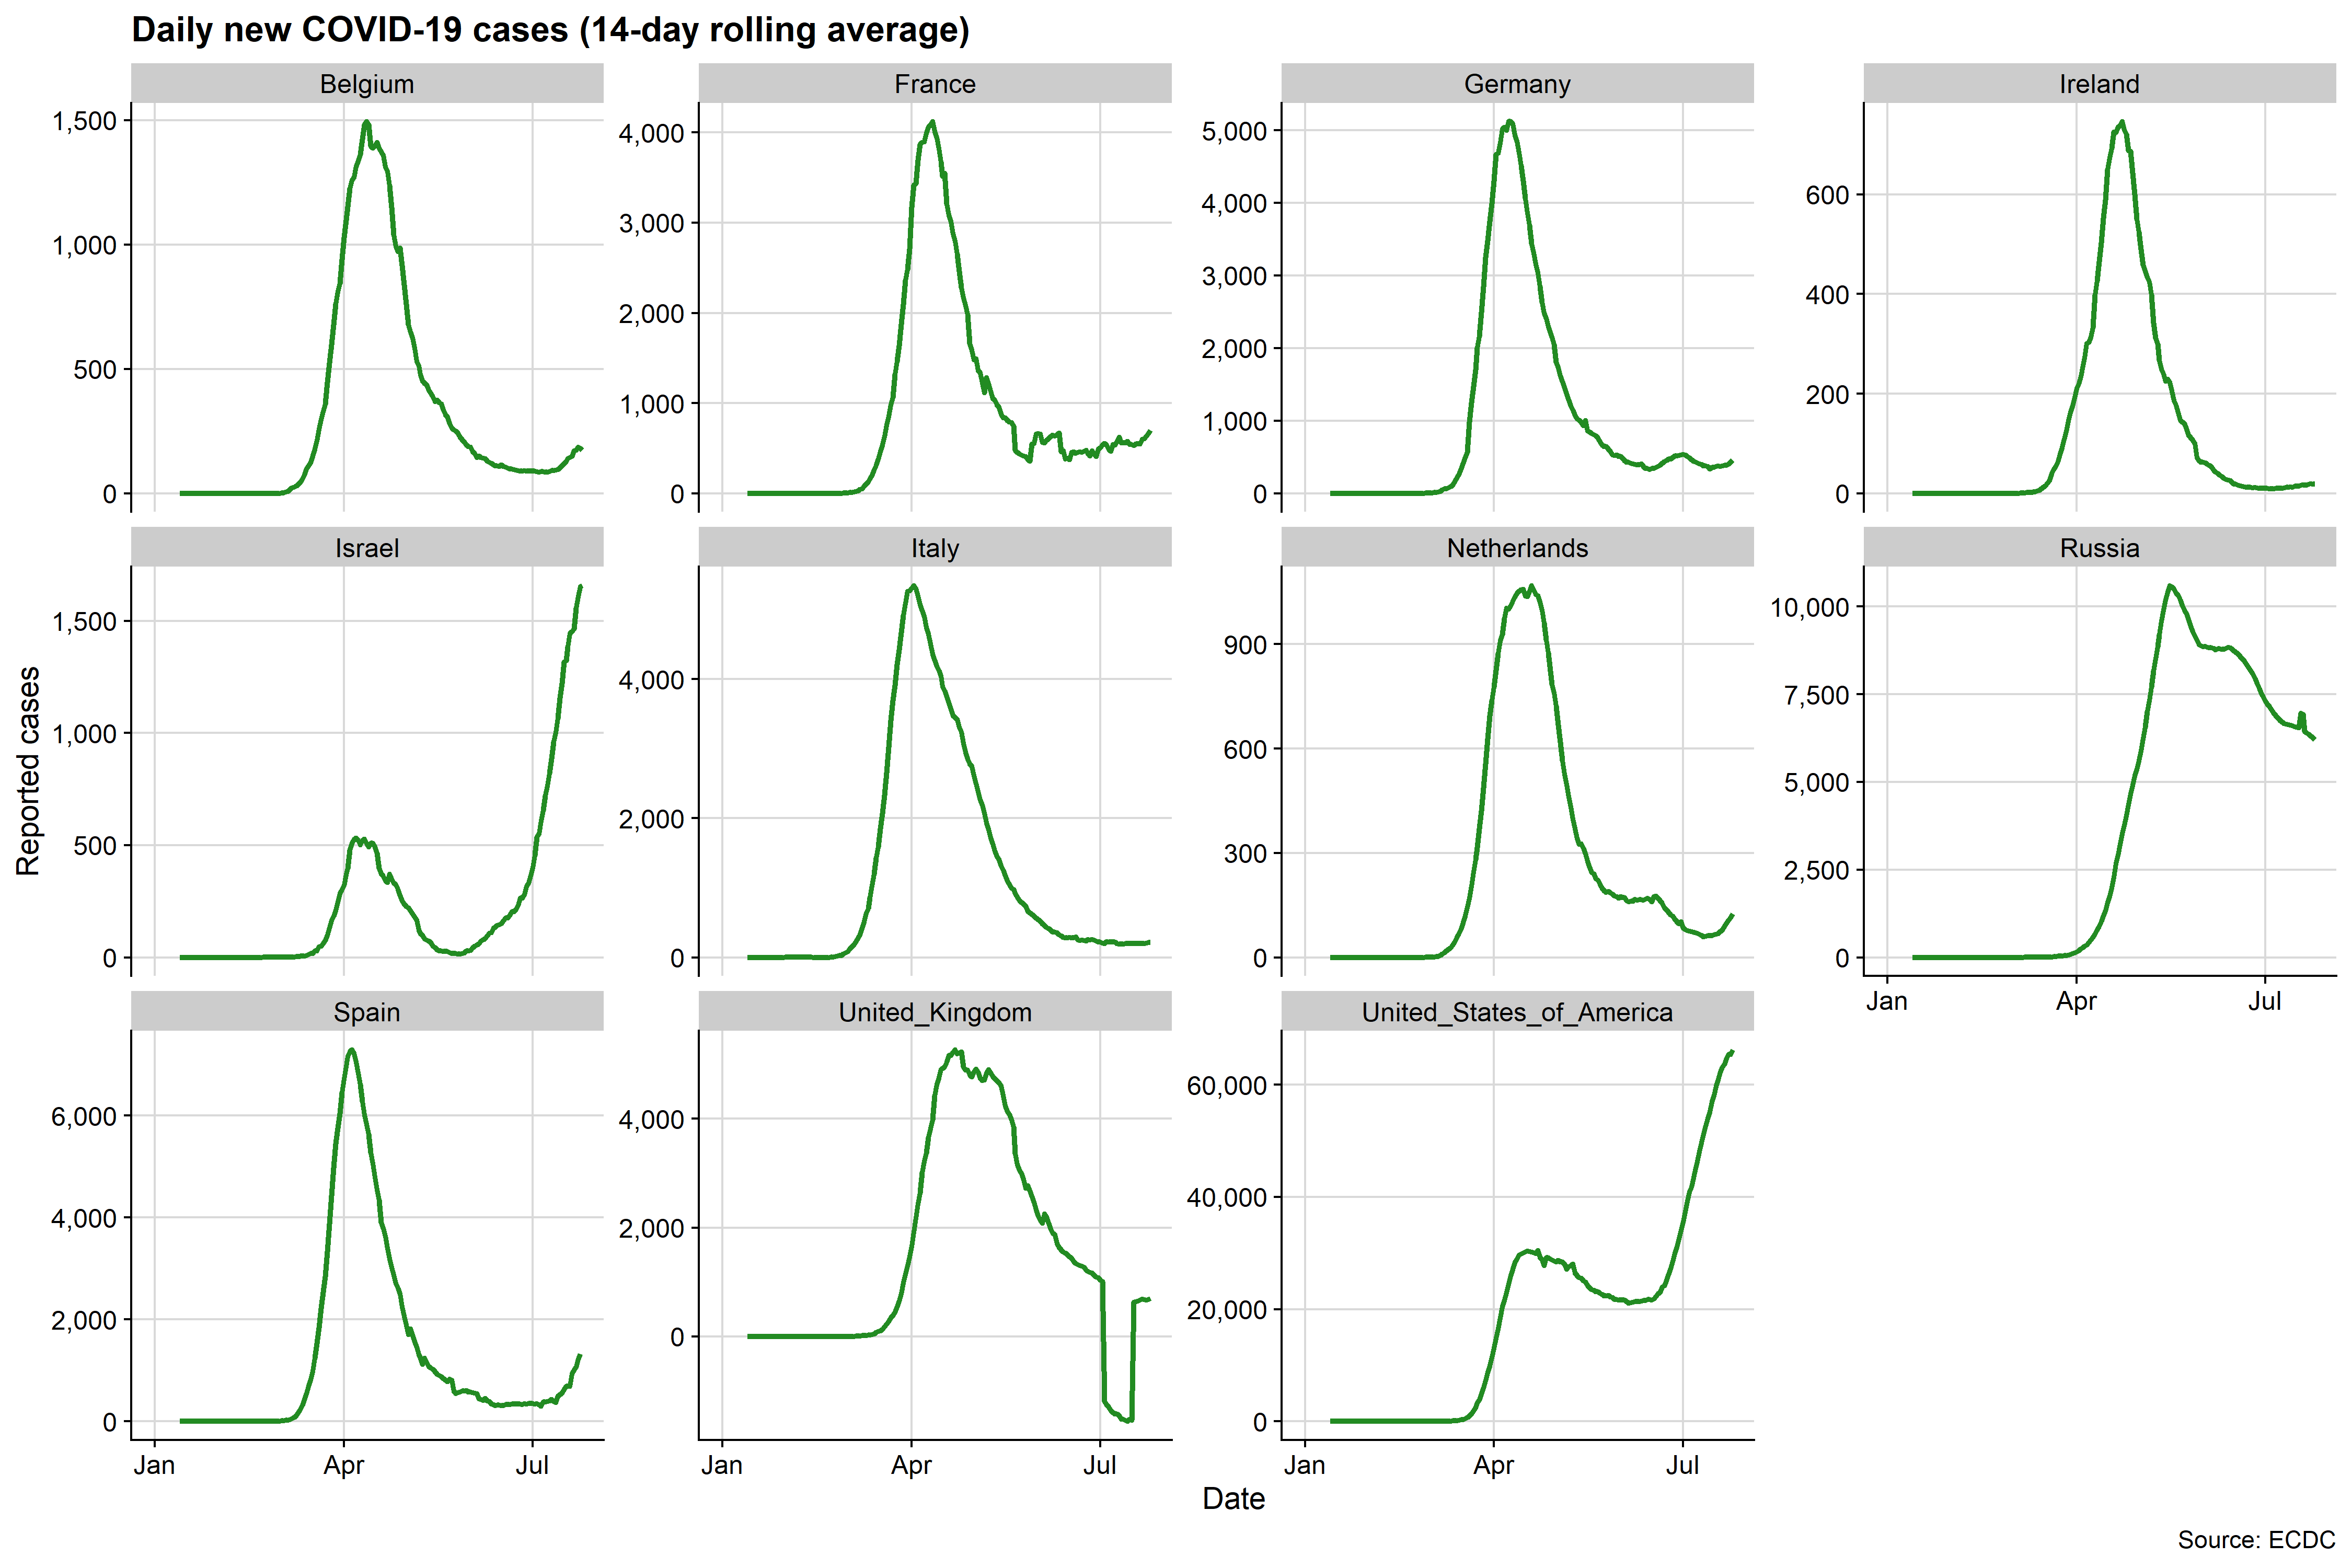 Daily new COVID-19 cases (14-day rolling average)
Belgium
France
Germany
Ireland
1,500
1,000
500
0
4,000
3,000
2,000
1,000
0
5,000
4,000
3,000
2,000
1,000
0
600
400
200
0
Israel
Italy
Netherlands
Russia
1,500
1,000
500
0
4,000
2,000
0
900
600
300
0
10,000
7,500
5,000
2,500
0
Jan Apr Jul
Reported cases
Spain
United_Kingdom
United_States_of_America
6,000
4,000
2,000
0
4,000
2,000
0
60,000
40,000
20,000
0
Jan Apr Jul
Jan Apr Jul
Jan Apr Jul
Date
Source: ECDC